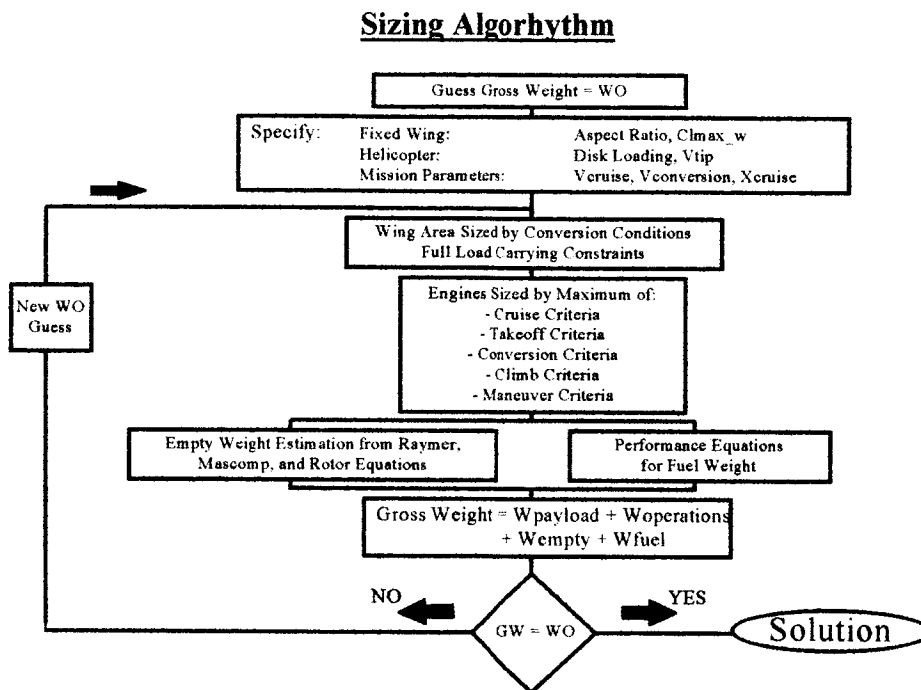 Sizing Algorhythm
Guess Gross Weight = WO
Specify: Fixed Wing: Aspect Ratio, Clmax_w
Helicopter: Disk Loading, Vtip
Mission Parameters: Vcruise, Vconversion, Xcruise
Wing Area Sized by Conversion Conditions
Full Load Carrying Constraints
New WO
Guess
Engines Sized by Maximum of:
- Cruise Criteria
- Takeoff Criteria
- Conversion Criteria
- Climb Criteria
- Maneuver Criteria
Empty Weight Estimation from Raymer,
Mascomp, and Rotor Equations
Performance Equations
for Fuel Weight
Gross Weight = Wpayload + Woperations
+ Wempty + Wfuel
NO
YES
GW = WO
Solution